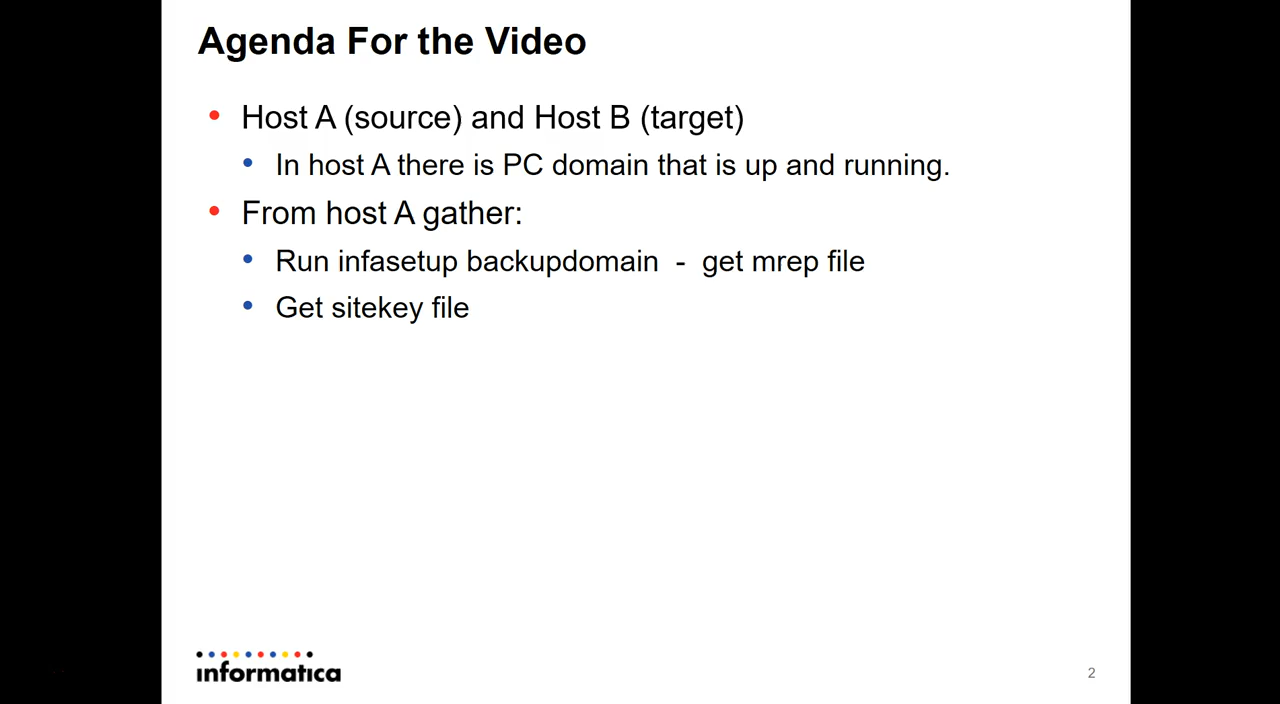 Agenda For the Video
Host A (source) and Host B (target)
In host A there is PC domain that is up and running.
From host A gather:
Run infasetup backupdomain - get mrep file
Get sitekey file
informatica
2